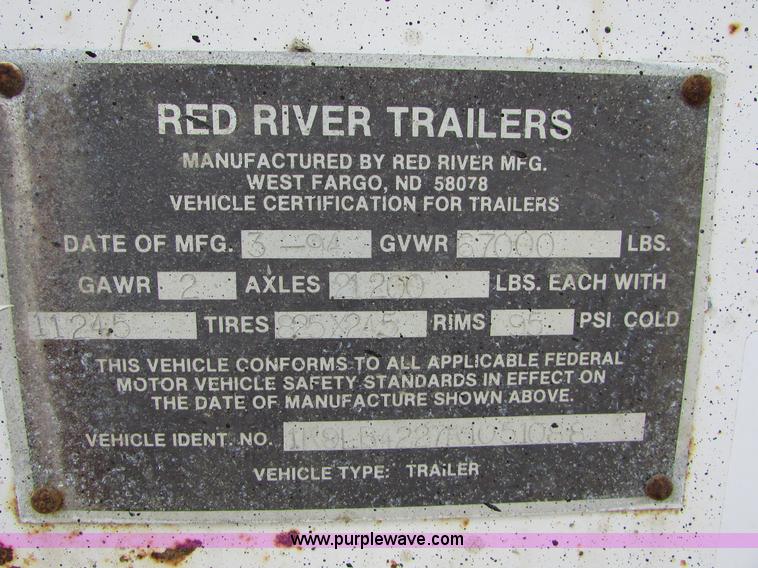 RED RIVER TRAILERS
MANUFACTURED BY RED RIVER MFG.
WEST FARGO, ND 58078
VEHICLE CERTIFICATION FOR TRAILERS
DATE OF MFG. 3-94 GVWR 67000 LBS.
GAWR 2 AXLES 21200 LBS. EACH WITH
11245 TIRES 825X245 RIMS 95 PSI COLD
THIS VEHICLE CONFORMS TO ALL APPLICABLE FEDERAL
MOTOR VEHICLE SAFETY STANDARDS IN EFFECT ON
THE DATE OF MANUFACTURE SHOWN ABOVE.
VEHICLE IDENT. NO.
VEHICLE TYPE: TRAILER
www.purplewave.com